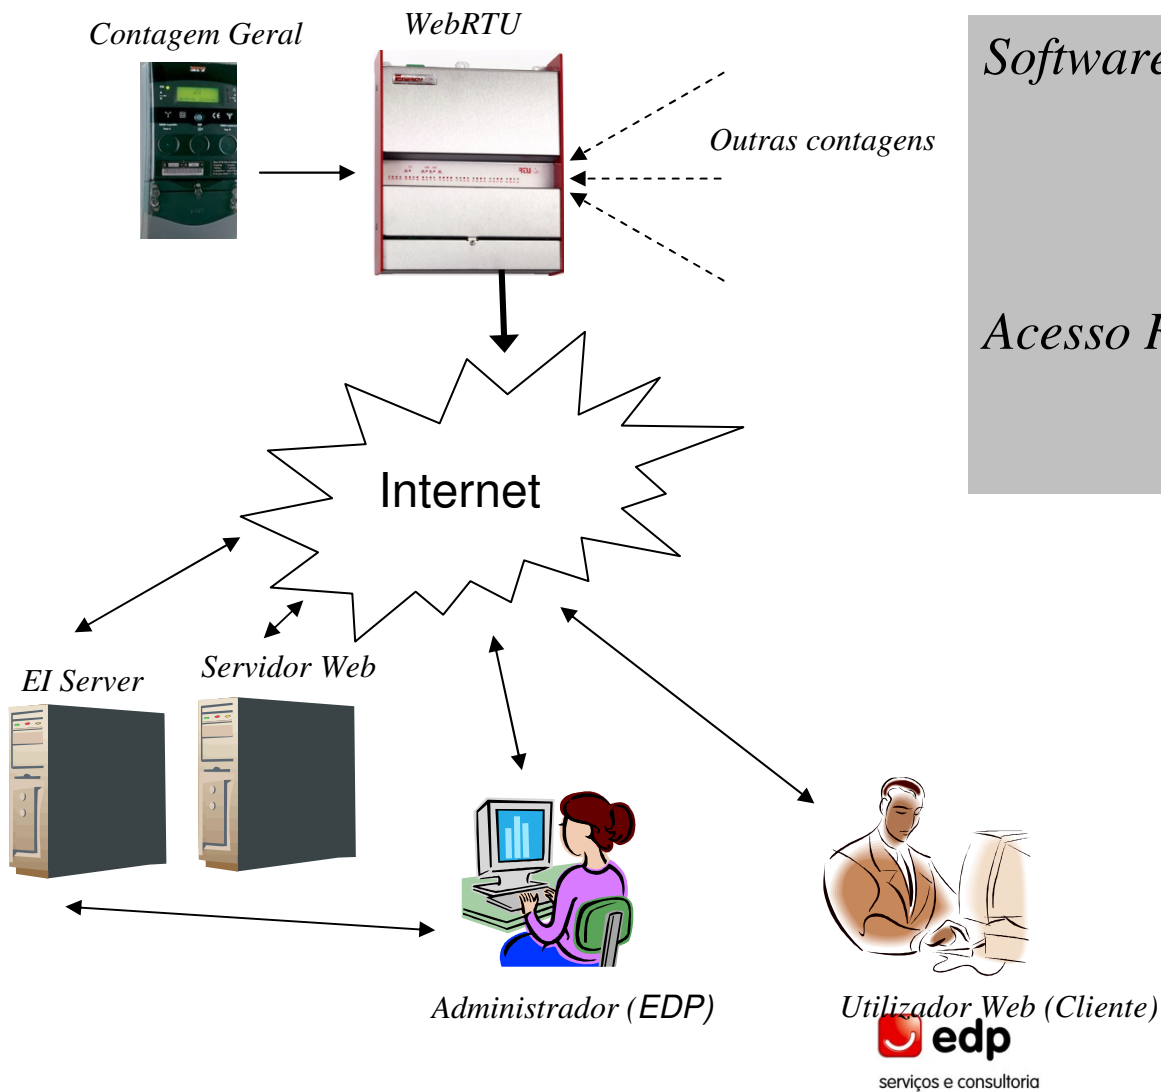 Contagem Geral
WebRTU
Software
Outras contagens
Acesso
Internet
EI Server
Servidor Web
Administrador (EDP)
Utilizador Web (Cliente)
edp
serviços e consultoria